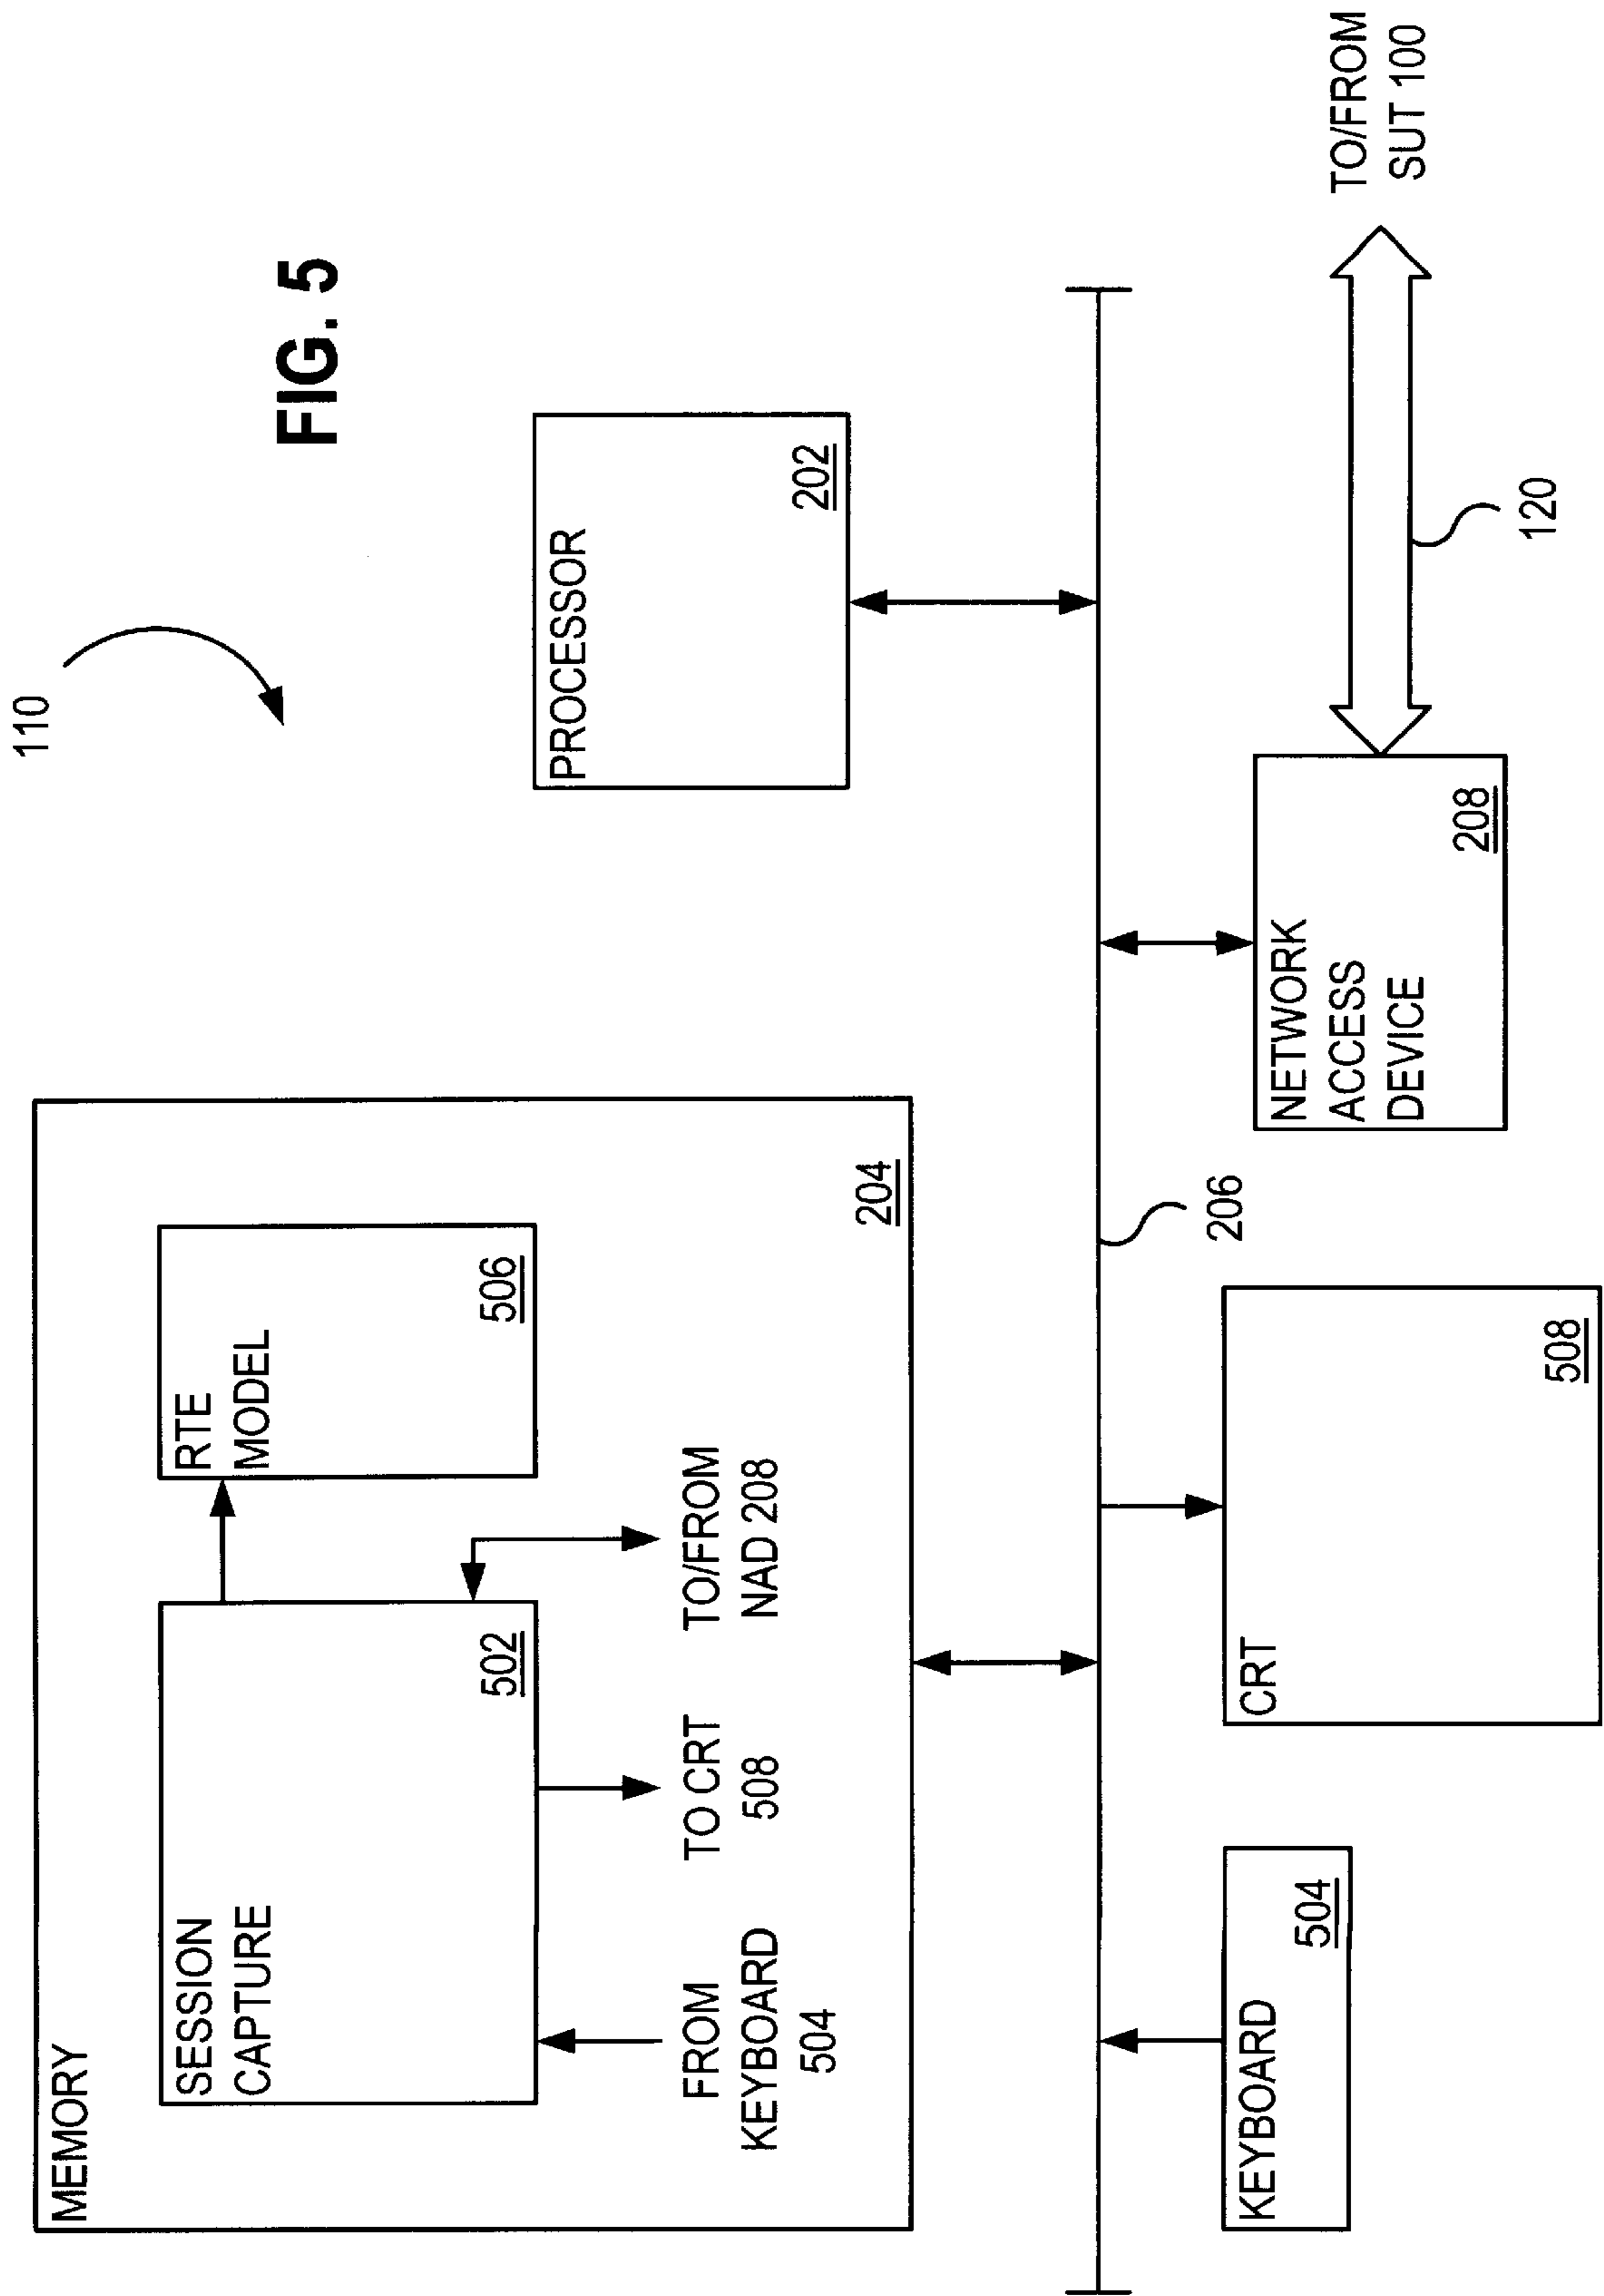 110
FIG. 5
MEMORY
SESSION
CAPTURE
502
RTE
MODEL
506
FROM
KEYBOARD
504
TO CRT
508
TO/FROM
NAD 208
204
PROCESSOR
202
206
KEYBOARD
504
CRT
508
NETWORK
ACCESS
DEVICE
208
120
TO/FROM
SUT 100